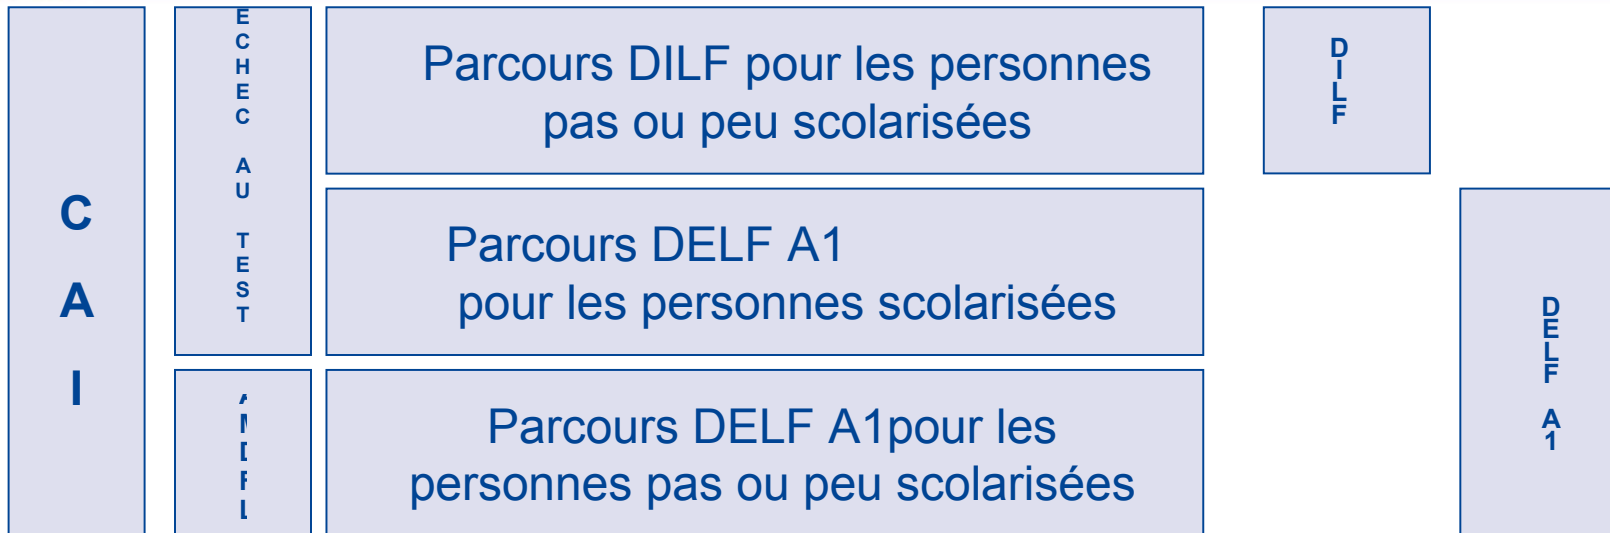 CAI
ECHEC AU TEST
Parcours DILF pour les personnes
pas ou peu scolarisées
DILF
Parcours DELF A1
pour les personnes scolarisées
DELF A1
Parcours DELF A1pour les
personnes pas ou peu scolarisées